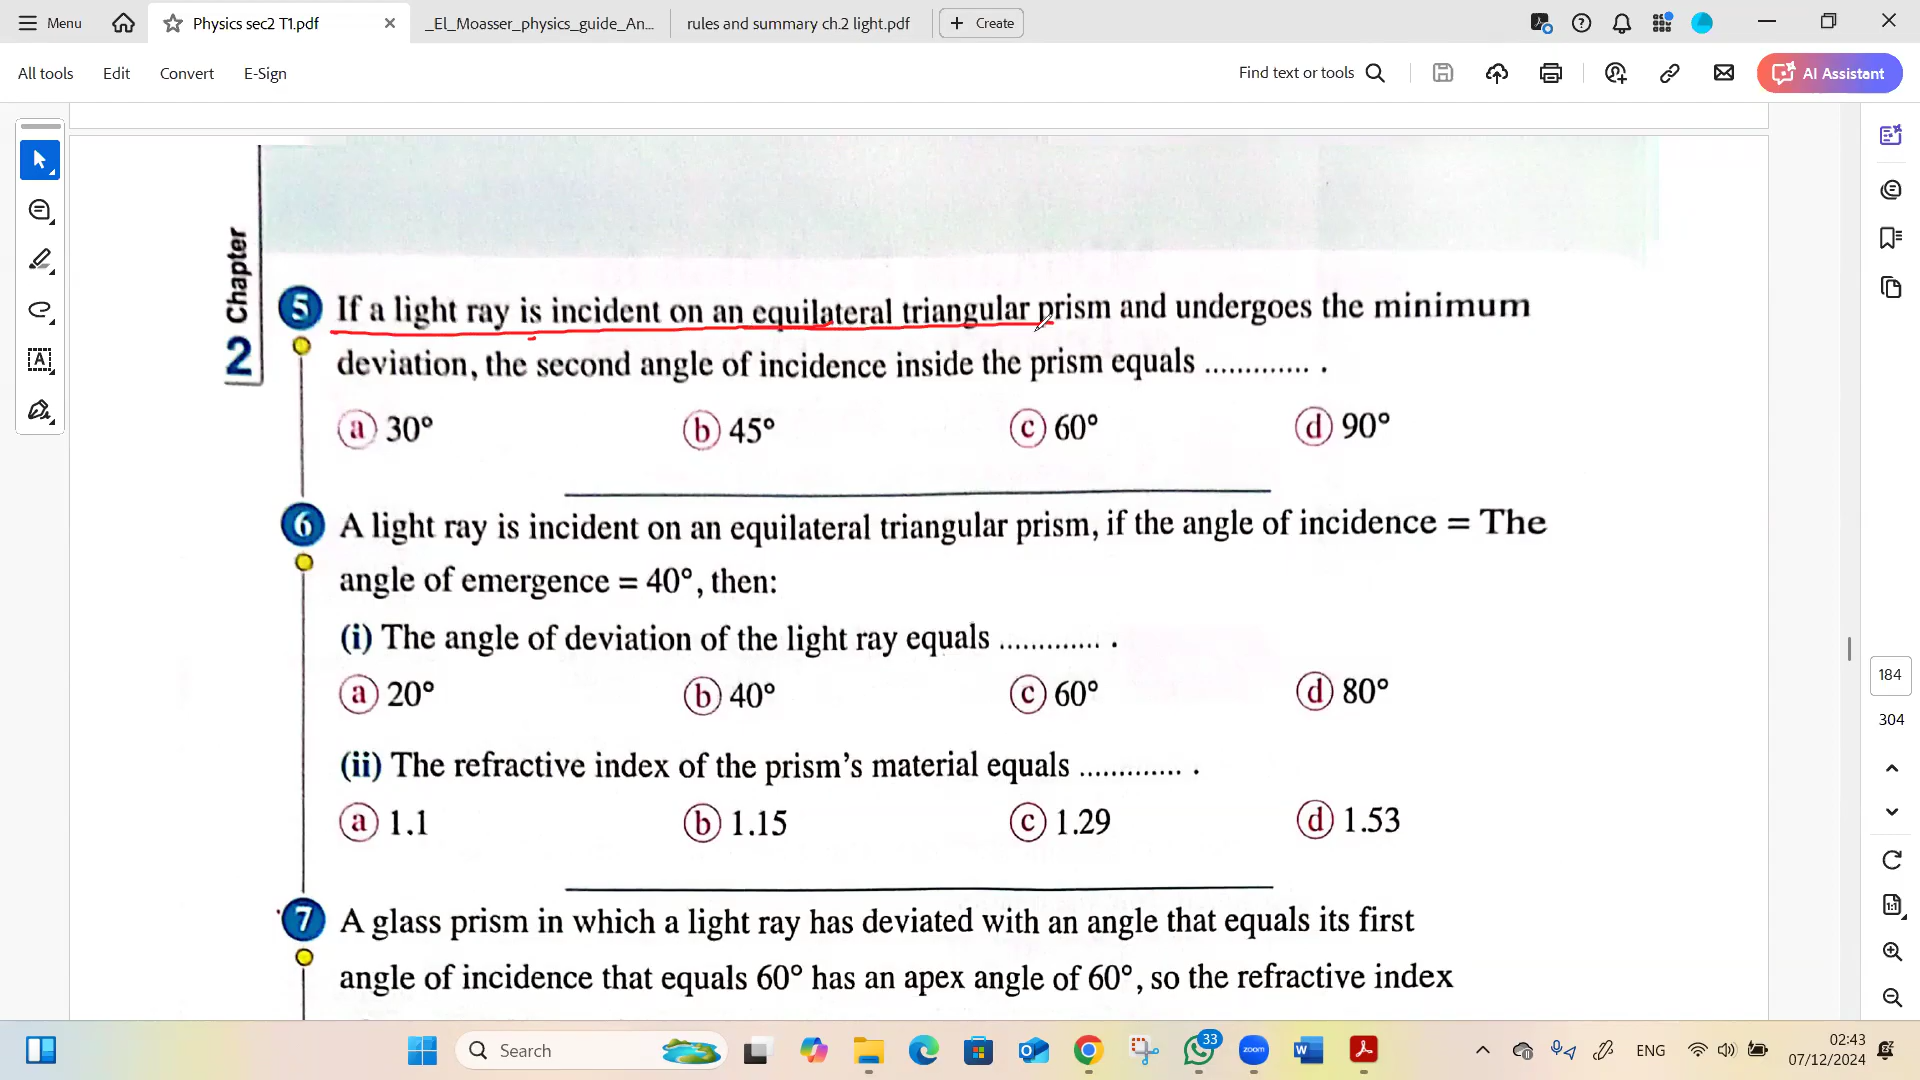 Menu
Physics sec2 T1.pdf
_El_Moasser_physics_guide_An...
rules and summary ch.2 light.pdf
Create
All tools
Edit
Convert
E-Sign
Find text or tools
AI Assistant
2 Chapter
5 If a light ray is incident on an equilateral triangular prism and undergoes the minimum
deviation, the second angle of incidence inside the prism equals ............. .
a 30° b 45° c 60° d 90°
6 A light ray is incident on an equilateral triangular prism, if the angle of incidence = The
angle of emergence = 40°, then:
(i) The angle of deviation of the light ray equals ............. .
a 20° b 40° c 60° d 80°
(ii) The refractive index of the prism's material equals ............. .
a 1.1 b 1.15 c 1.29 d 1.53
7 A glass prism in which a light ray has deviated with an angle that equals its first
angle of incidence that equals 60° has an apex angle of 60°, so the refractive index
184
304
1:1
Search
33
zoom
ENG
02:43
07/12/2024